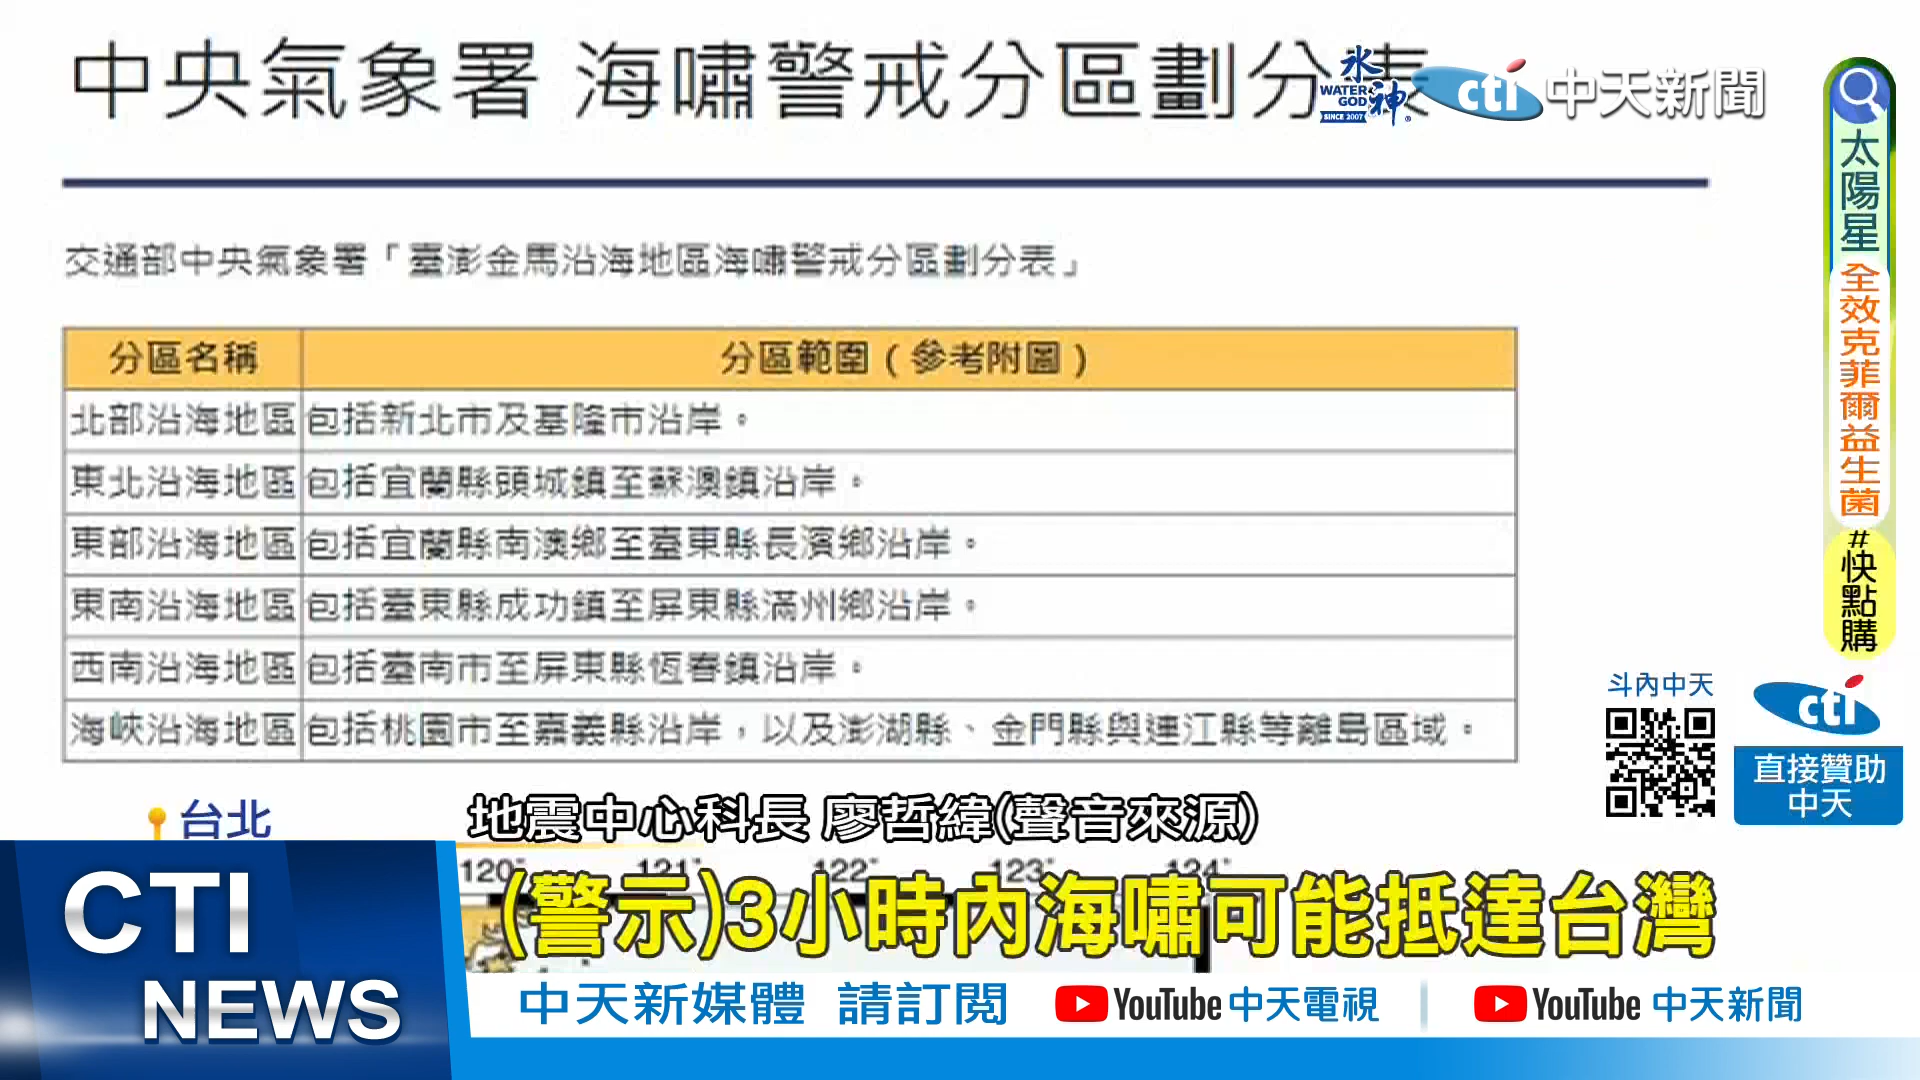 中央氣象署 海嘯警戒分區劃分表
水神
WATER GOD
SINCE 2007
cti 中天新聞
交通部中央氣象署「臺澎金馬沿海地區海嘯警戒分區劃分表」
分區名稱 分區範圍(參考附圖)
北部沿海地區 包括新北市及基隆市沿岸。
東北沿海地區 包括宜蘭縣頭城鎮至蘇澳鎮沿岸。
東部沿海地區 包括宜蘭縣南澳鄉至臺東縣長濱鄉沿岸。
東南沿海地區 包括臺東縣成功鎮至屏東縣滿州鄉沿岸。
西南沿海地區 包括臺南市至屏東縣恆春鎮沿岸。
海峽沿海地區 包括桃園市至嘉義縣沿岸,以及澎湖縣、金門縣與連江縣等離島區域。
太陽星
全效克菲爾益生菌
#快點購
斗內中天
cti
直接贊助
中天
台北
地震中心科長 廖哲緯(聲音來源)
120° 121° 122° 123° 124°
(警示)3小時內海嘯可能抵達台灣
CTI
NEWS
中天新媒體 請訂閱 YouTube 中天電視 YouTube 中天新聞